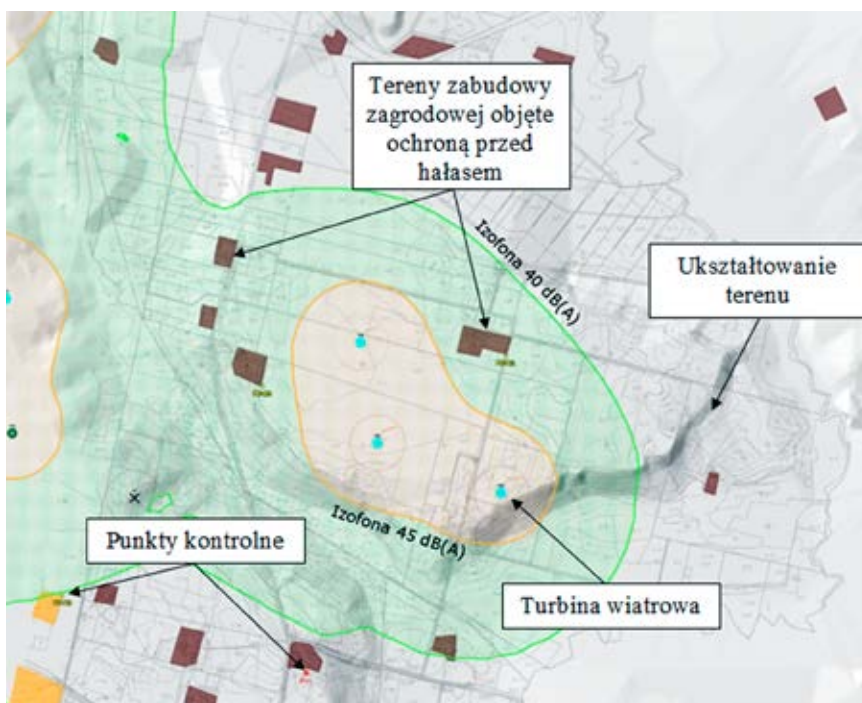 Tereny zabudowy
zagrodowej objęte
ochroną przed
hałasem
Izofona 40 dB(A)
Ukształtowanie
terenu
Izofona 45 dB(A)
Punkty kontrolne
Turbina wiatrowa